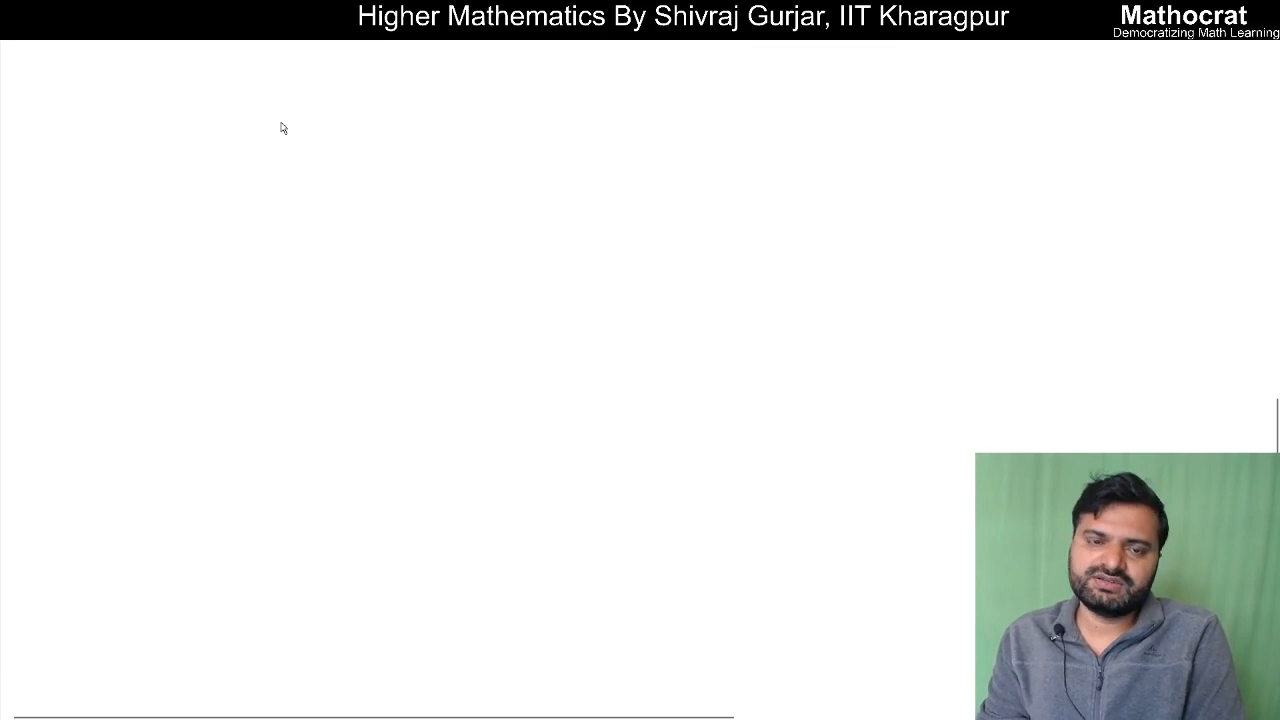 Higher Mathematics By Shivraj Gurjar, IIT Kharagpur
Mathocrat
Democratizing Math Learning